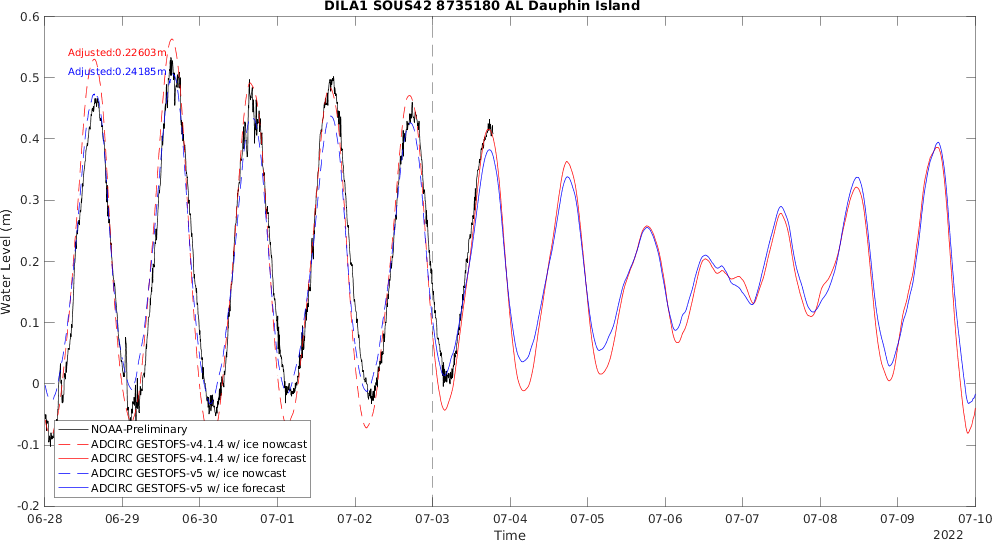 DILA1 SOUS42 8735180 AL Dauphin Island
0.6
0.5
0.4
0.3
0.2
0.1
0
-0.1
-0.2
Water Level (m)
Adjusted:0.22603m
Adjusted:0.24185m
NOAA-Preliminary
ADCIRC GESTOFS-v4.1.4 w/ ice nowcast
ADCIRC GESTOFS-v4.1.4 w/ ice forecast
ADCIRC GESTOFS-v5 w/ ice nowcast
ADCIRC GESTOFS-v5 w/ ice forecast
06-28 06-29 06-30 07-01 07-02 07-03 07-04 07-05 07-06 07-07 07-08 07-09 07-10
Time
2022